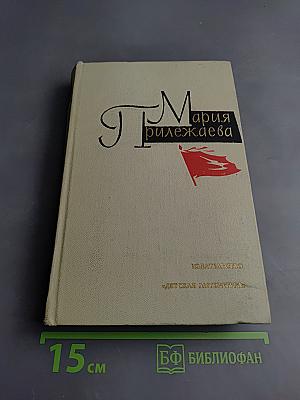 Мария
Прилежаева
ИЗДАТЕЛЬСТВО
«ДЕТСКАЯ ЛИТЕРАТУРА»
15 см
БФ БИБЛИОФАН